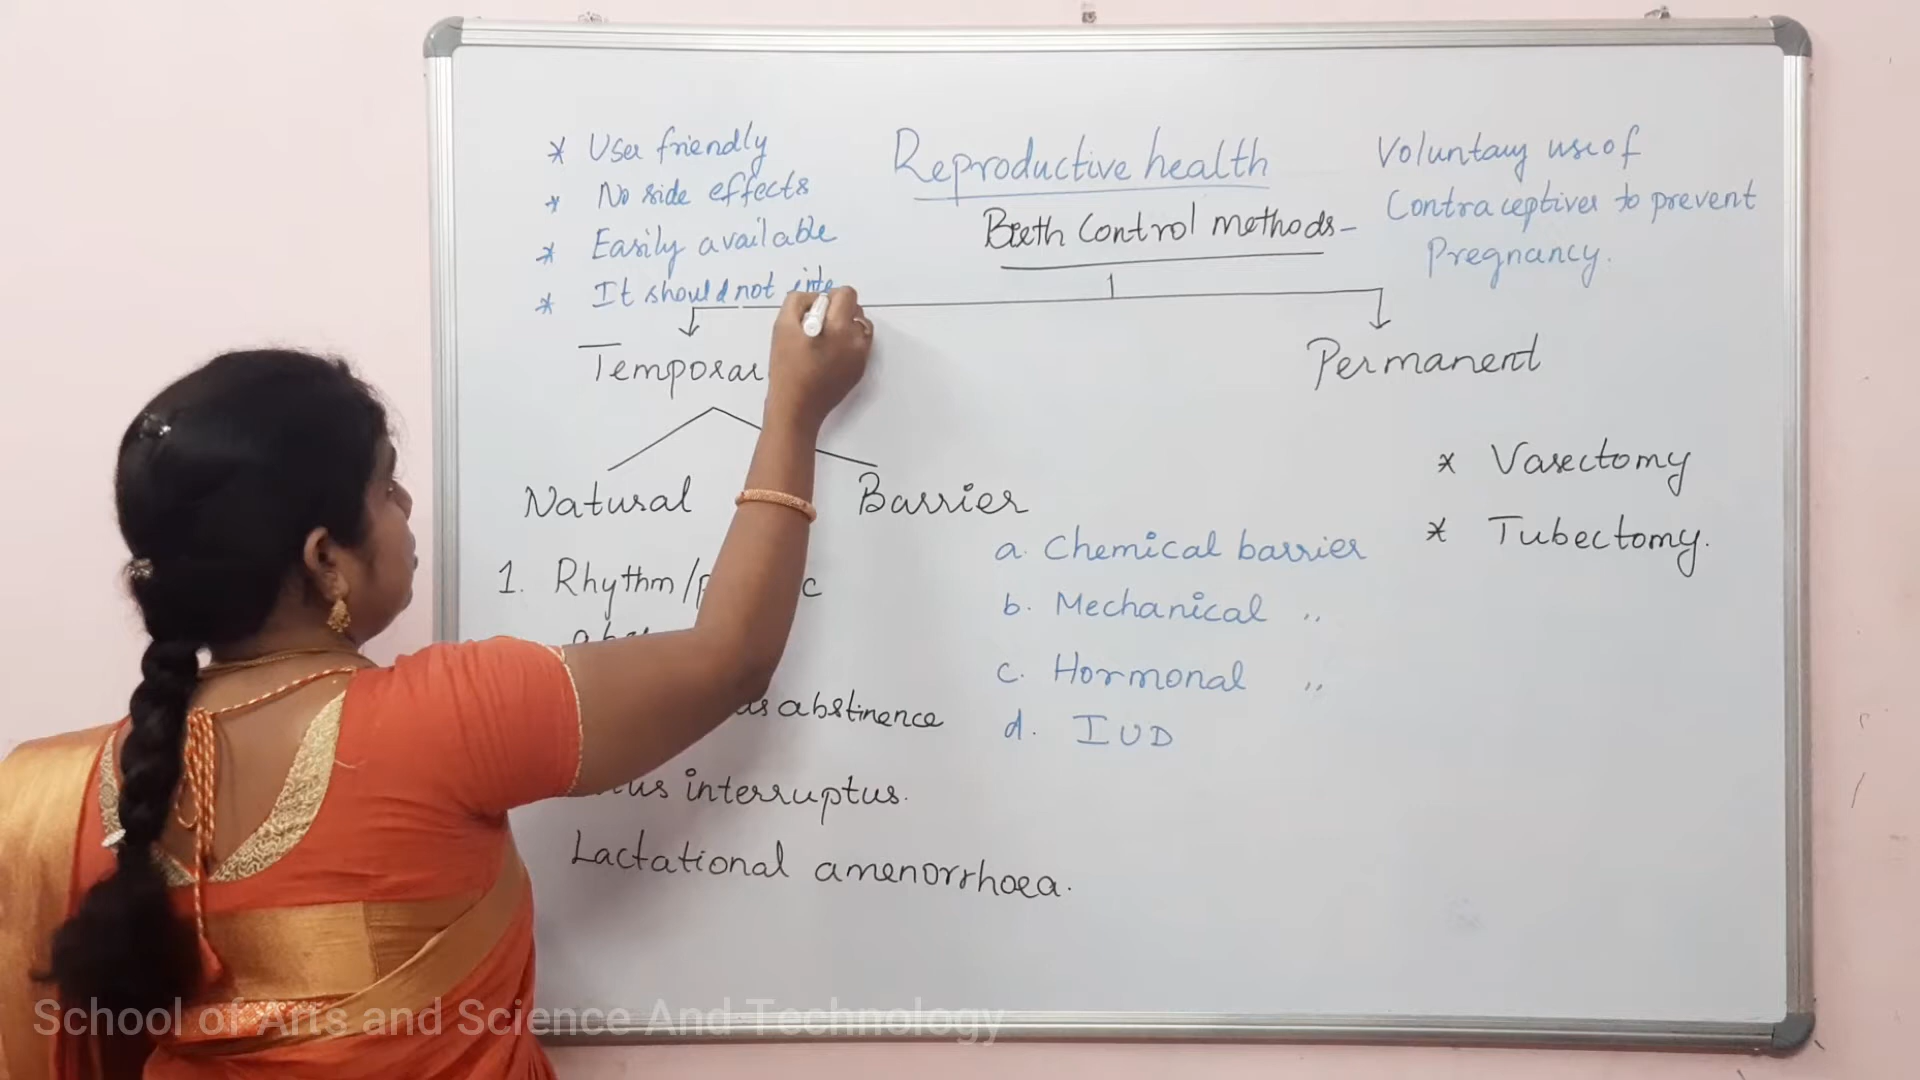 * User friendly
* No side effects
* Easily available
* It should not inte
Reproductive health
Birth Control methods-
Voluntary use of
Contraceptives to prevent
Pregnancy.
Temporar
Permanent
Natural
Barrier
1. Rhythm/
abstinence
interruptus.
Lactational amenorrhoea.
a. Chemical barrier
b. Mechanical "
c. Hormonal "
d. IUD
* Vasectomy
* Tubectomy.
School of Arts and Science And Technology